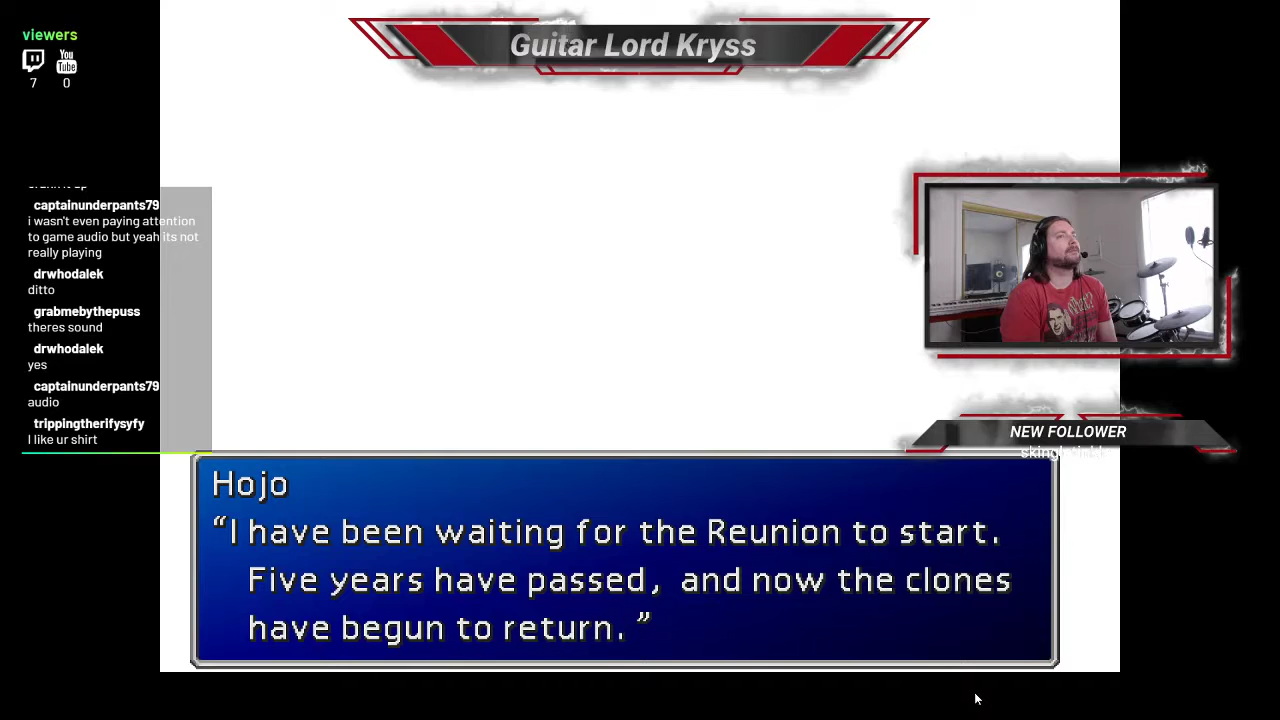 Guitar Lord Kryss
viewers
7 0
captainunderpants79
i wasn't even paying attention
to game audio but yeah its not
really playing
drwhodalek
ditto
grabmebythepuss
theres sound
drwhodalek
yes
captainunderpants79
audio
trippingtherifysyfy
I like ur shirt
What?
NEW FOLLOWER
Hojo
“I have been waiting for the Reunion to start.
Five years have passed, and now the clones
have begun to return. ”